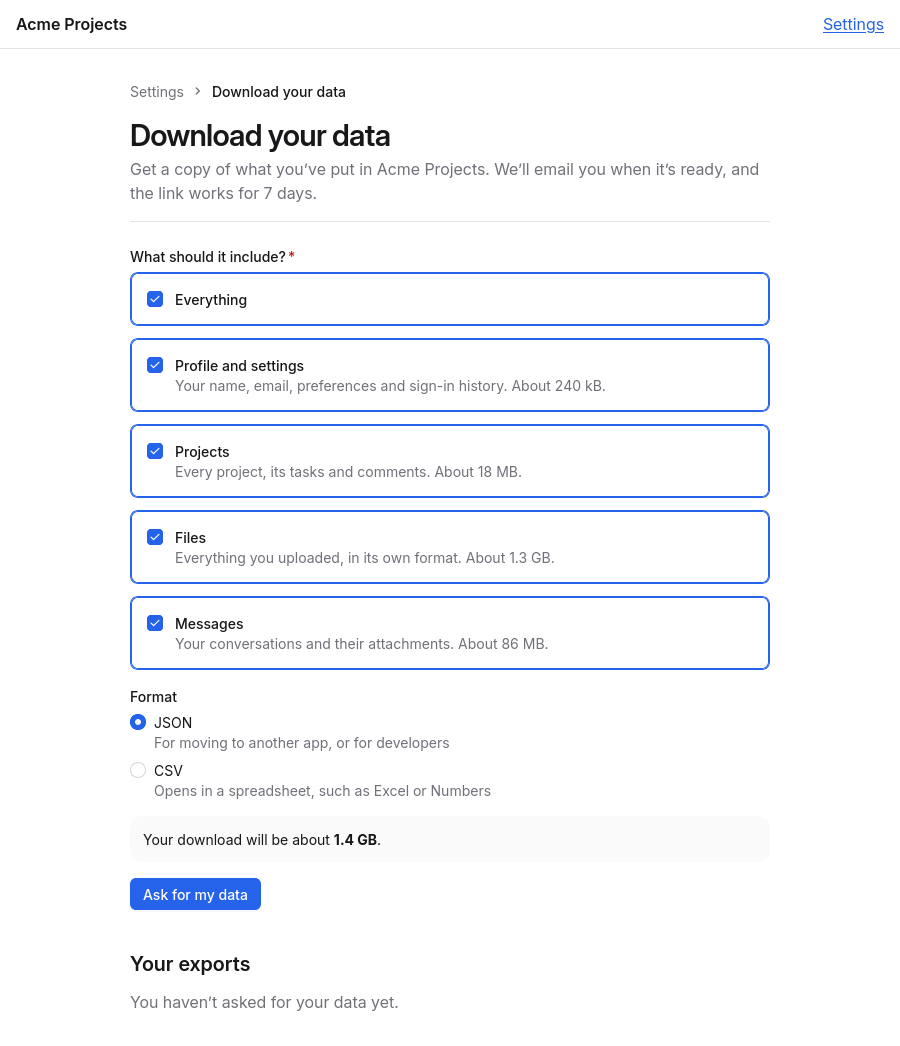 Acme Projects
Settings
Settings > Download your data
Download your data
Get a copy of what you’ve put in Acme Projects. We’ll email you when it’s ready, and
the link works for 7 days.
What should it include? *
Everything
Profile and settings
Your name, email, preferences and sign-in history. About 240 kB.
Projects
Every project, its tasks and comments. About 18 MB.
Files
Everything you uploaded, in its own format. About 1.3 GB.
Messages
Your conversations and their attachments. About 86 MB.
Format
JSON
For moving to another app, or for developers
CSV
Opens in a spreadsheet, such as Excel or Numbers
Your download will be about 1.4 GB.
Ask for my data
Your exports
You haven’t asked for your data yet.